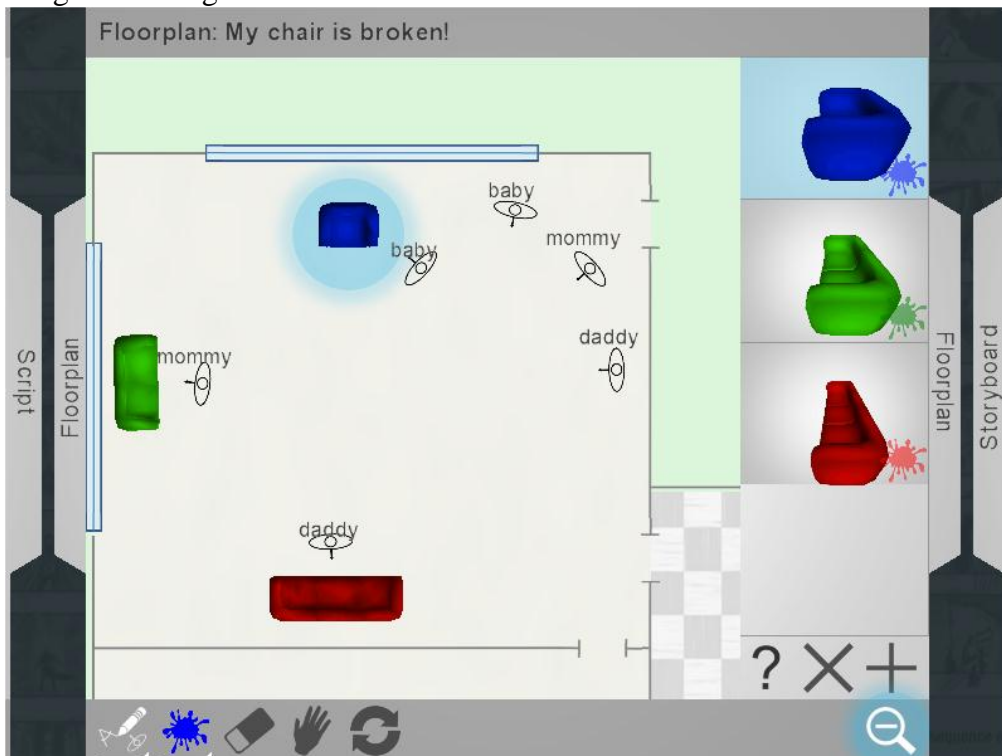 Floorplan: My chair is broken!
baby
baby
mommy
daddy
mommy
daddy
Script
Floorplan
Floorplan
Storyboard
?